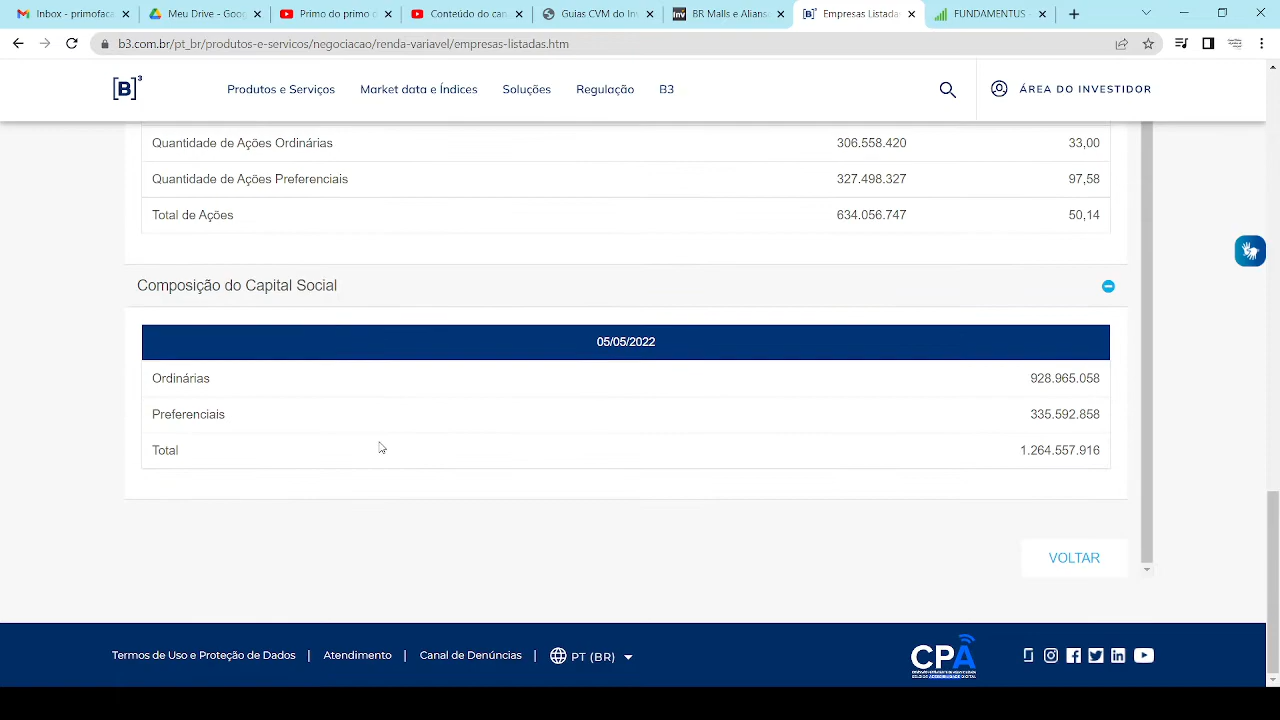 Inbox - primofaca
Meu Drive - Goog
Primo do primo c
Conteúdo do can
Guias CVM do Inv
BR Malls e Alians
Empresas Listadas
FUNDAMENTUS -
b3.com.br/pt_br/produtos-e-servicos/negociacao/renda-variavel/empresas-listadas.htm
[B]³
Produtos e Serviços
Market data e Índices
Soluções
Regulação
B3
ÁREA DO INVESTIDOR
Quantidade de Ações Ordinárias 306.558.420 33,00
Quantidade de Ações Preferenciais 327.498.327 97,58
Total de Ações 634.056.747 50,14
Composição do Capital Social
05/05/2022
Ordinárias 928.965.058
Preferenciais 335.592.858
Total 1.264.557.916
VOLTAR
Termos de Uso e Proteção de Dados | Atendimento | Canal de Denúncias | PT (BR)
CPA